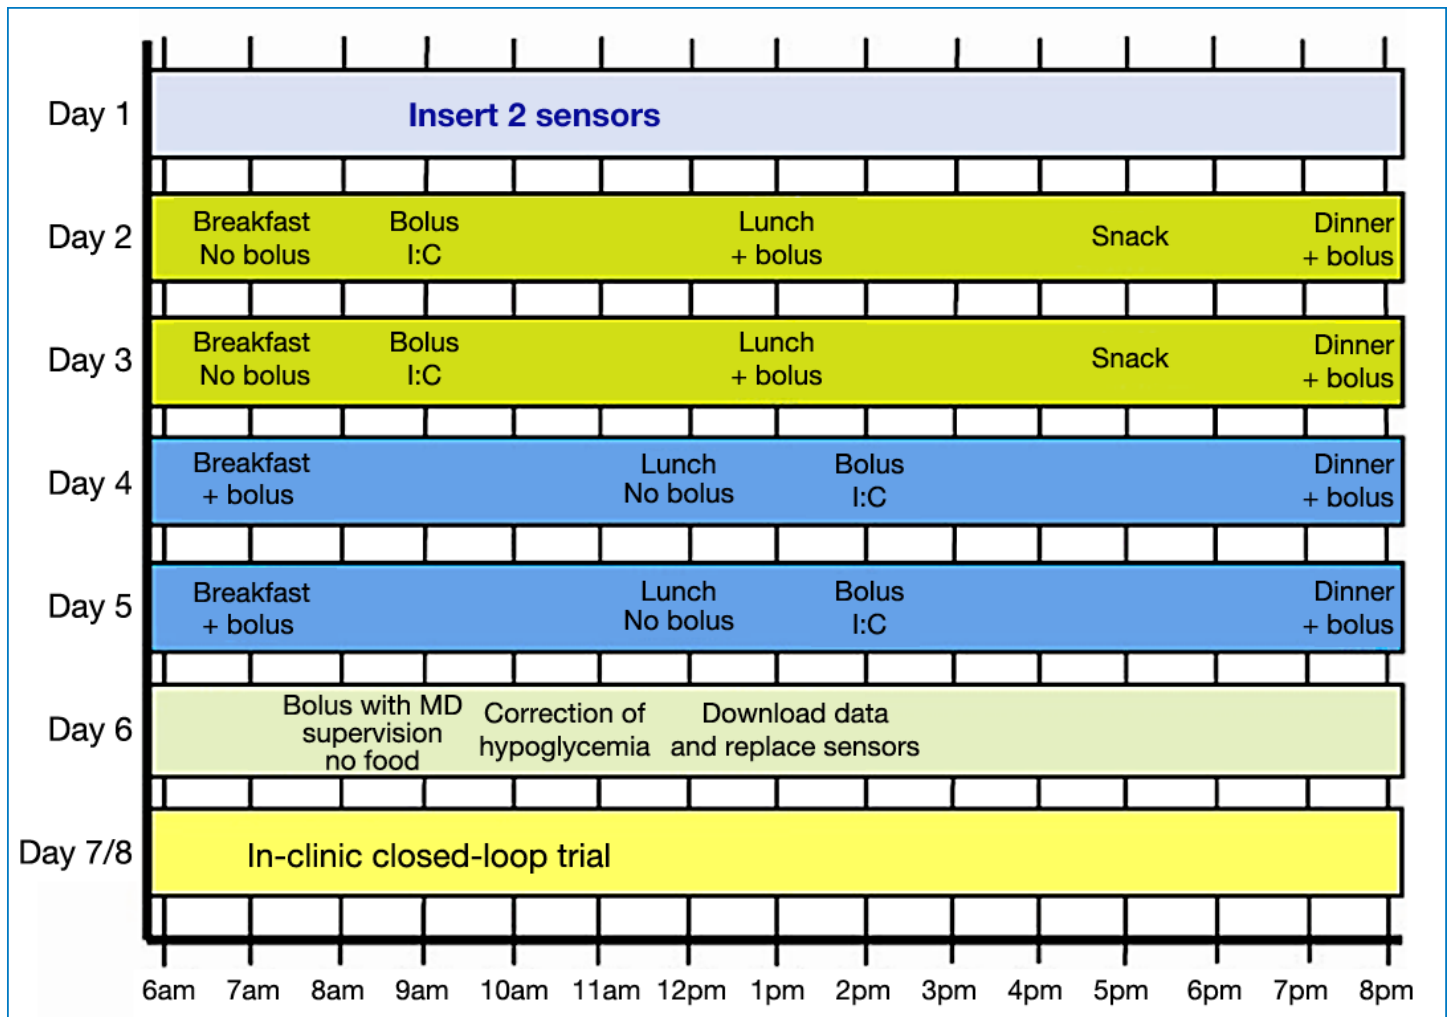 Day 1
Insert 2 sensors
Day 2
Breakfast
No bolus
Bolus
I:C
Lunch
+ bolus
Snack
Dinner
+ bolus
Day 3
Breakfast
No bolus
Bolus
I:C
Lunch
+ bolus
Snack
Dinner
+ bolus
Day 4
Breakfast
+ bolus
Lunch
No bolus
Bolus
I:C
Dinner
+ bolus
Day 5
Breakfast
+ bolus
Lunch
No bolus
Bolus
I:C
Dinner
+ bolus
Day 6
Bolus with MD
supervision
no food
Correction of
hypoglycemia
Download data
and replace sensors
Day 7/8
In-clinic closed-loop trial
6am 7am 8am 9am 10am 11am 12pm 1pm 2pm 3pm 4pm 5pm 6pm 7pm 8pm